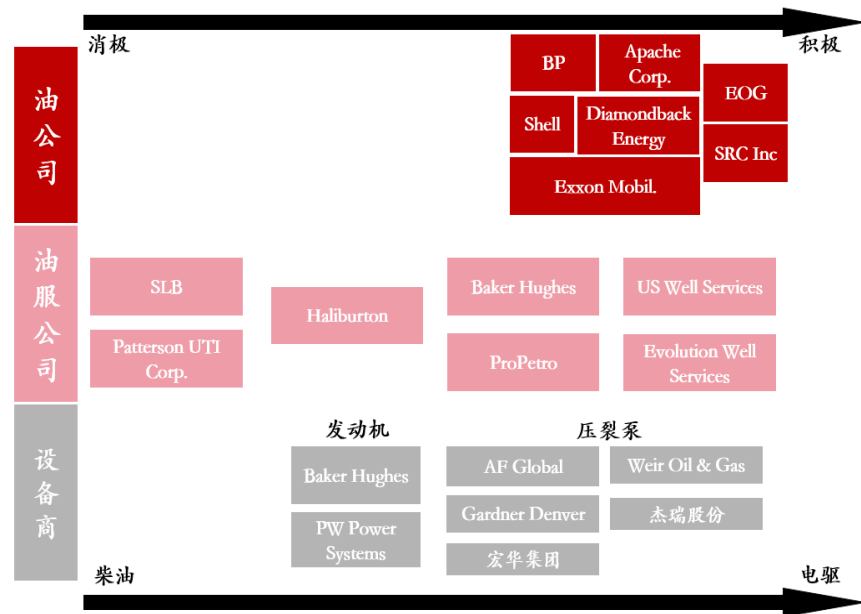 消极
积极
油公司
BP
Apache
Corp.
EOG
Shell
Diamondback
Energy
SRC Inc
Exxon Mobil.
油服公司
SLB
Haliburton
Baker Hughes
US Well Services
Patterson UTI
Corp.
ProPetro
Evolution Well
Services
设备商
发动机
压裂泵
Baker Hughes
AF Global
Weir Oil & Gas
PW Power
Systems
Gardner Denver
杰瑞股份
宏华集团
柴油
电驱